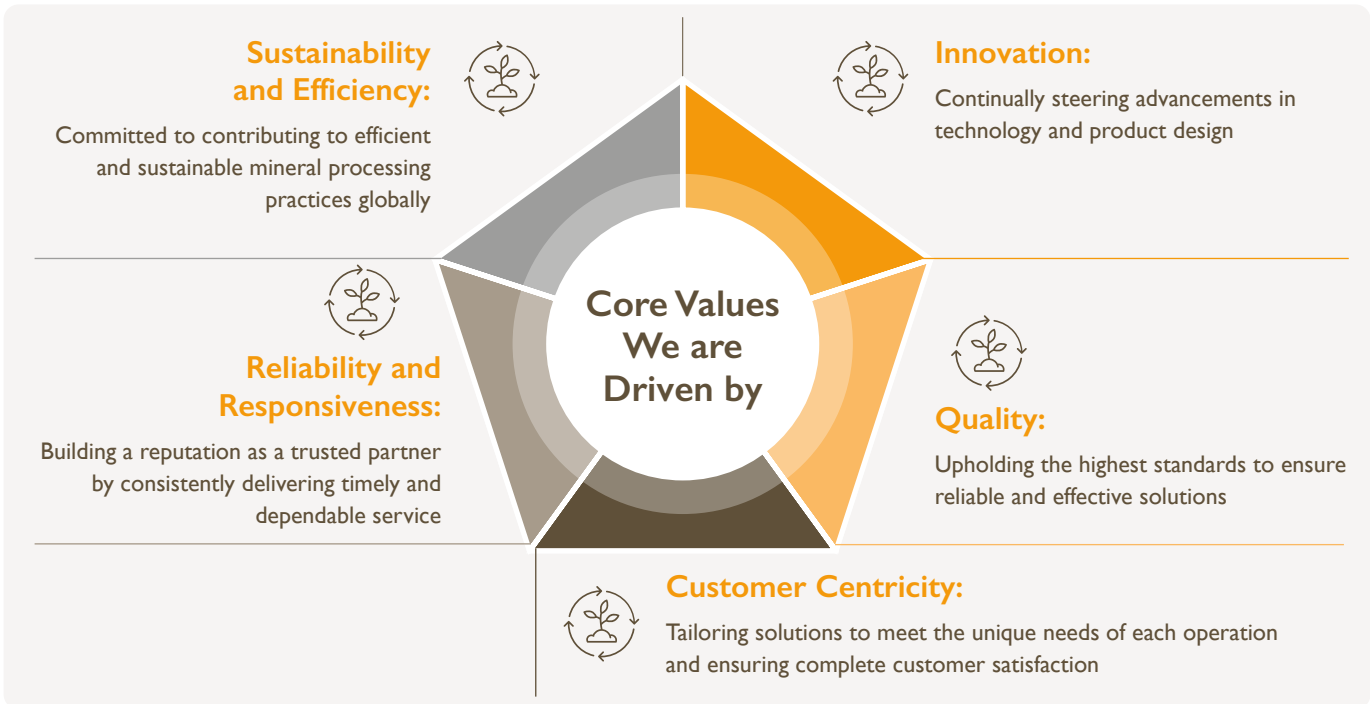 Sustainability
and Efficiency:
Committed to contributing to efficient
and sustainable mineral processing
practices globally
Innovation:
Continually steering advancements in
technology and product design
Core Values
We are
Driven by
Reliability and
Responsiveness:
Building a reputation as a trusted partner
by consistently delivering timely and
dependable service
Quality:
Upholding the highest standards to ensure
reliable and effective solutions
Customer Centricity:
Tailoring solutions to meet the unique needs of each operation
and ensuring complete customer satisfaction